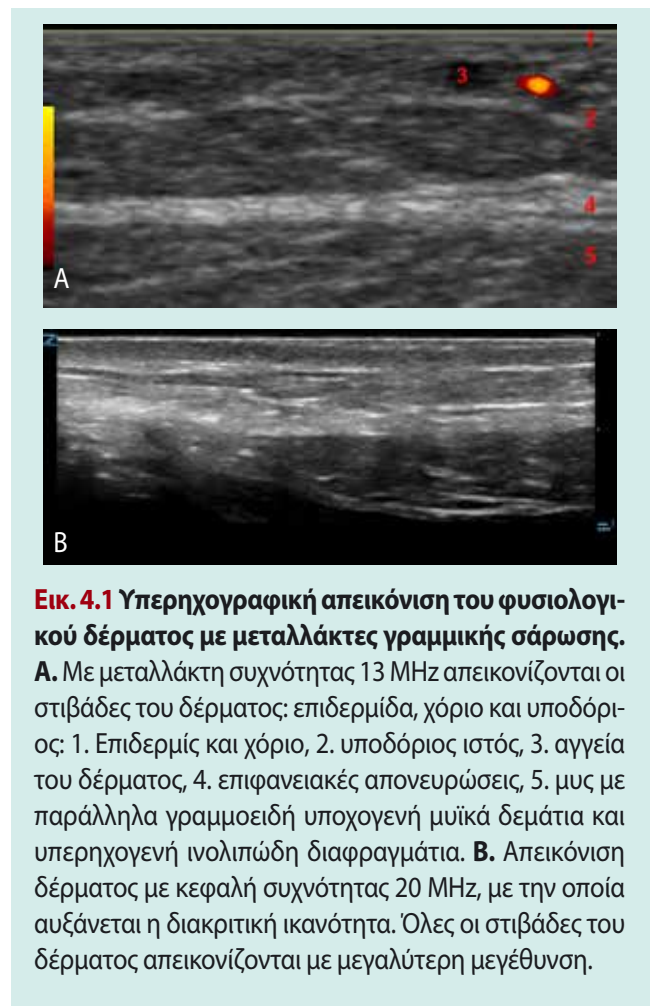 1
3
2
4
5
A
B
Εικ. 4.1 Υπερηχογραφική απεικόνιση του φυσιολογι-
κού δέρματος με μεταλλάκτες γραμμικής σάρωσης.
Α. Με μεταλλάκτη συχνότητας 13 MHz απεικονίζονται οι
στιβάδες του δέρματος: επιδερμίδα, χόριο και υποδόρι-
ος: 1. Επιδερμίς και χόριο, 2. υποδόριος ιστός, 3. αγγεία
του δέρματος, 4. επιφανειακές απονευρώσεις, 5. μυς με
παράλληλα γραμμοειδή υποχογενή μυϊκά δεμάτια και
υπερηχογενή ινολιπώδη διαφραγμάτια. Β. Απεικόνιση
δέρματος με κεφαλή συχνότητας 20 MHz, με την οποία
αυξάνεται η διακριτική ικανότητα. Όλες οι στιβάδες του
δέρματος απεικονίζονται με μεγαλύτερη μεγέθυνση.